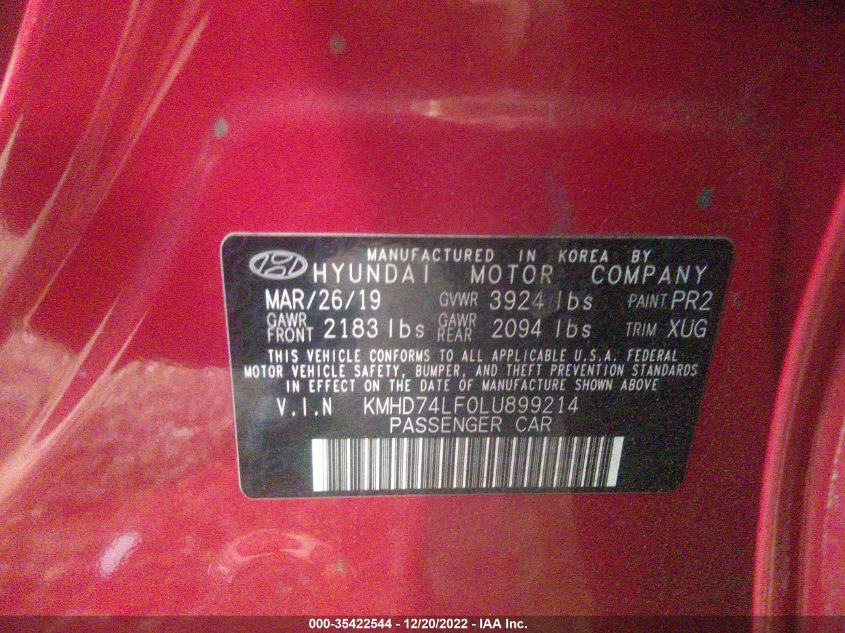 MANUFACTURED IN KOREA BY
HYUNDAI MOTOR COMPANY
MAR/26/19 GVWR 3924 lbs PAINT PR2
GAWR FRONT 2183 lbs GAWR REAR 2094 lbs TRIM XUG
THIS VEHICLE CONFORMS TO ALL APPLICABLE U.S.A. FEDERAL
MOTOR VEHICLE SAFETY, BUMPER, AND THEFT PREVENTION STANDARDS
IN EFFECT ON THE DATE OF MANUFACTURE SHOWN ABOVE
V.I.N KMHD74LF0LU899214
PASSENGER CAR
000-35422544 - 12/20/2022 - IAA Inc.